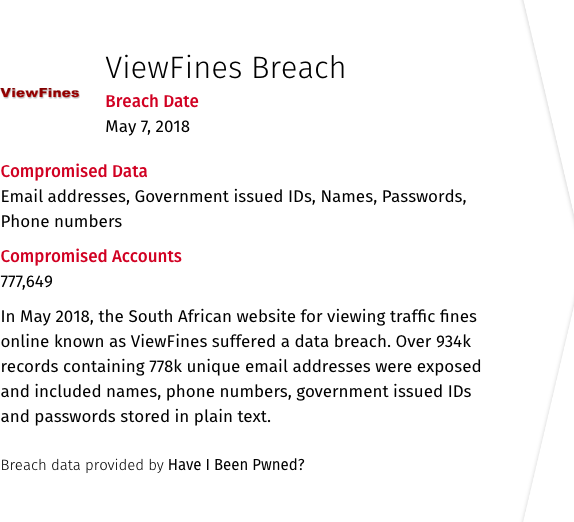 ViewFines Breach
ViewFines
Breach Date
May 7, 2018
Compromised Data
Email addresses, Government issued IDs, Names, Passwords,
Phone numbers
Compromised Accounts
777,649
In May 2018, the South African website for viewing traffic fines
online known as ViewFines suffered a data breach. Over 934k
records containing 778k unique email addresses were exposed
and included names, phone numbers, government issued IDs
and passwords stored in plain text.
Breach data provided by Have I Been Pwned?